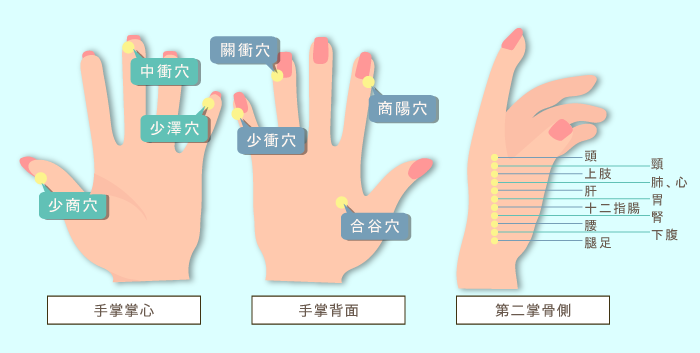 中衝穴
少澤穴
少商穴
手掌掌心
關衝穴
商陽穴
少衝穴
合谷穴
手掌背面
頭
頸
上肢
肺、心
肝
胃
十二指腸
腎
腰
下腹
腿足
第二掌骨側